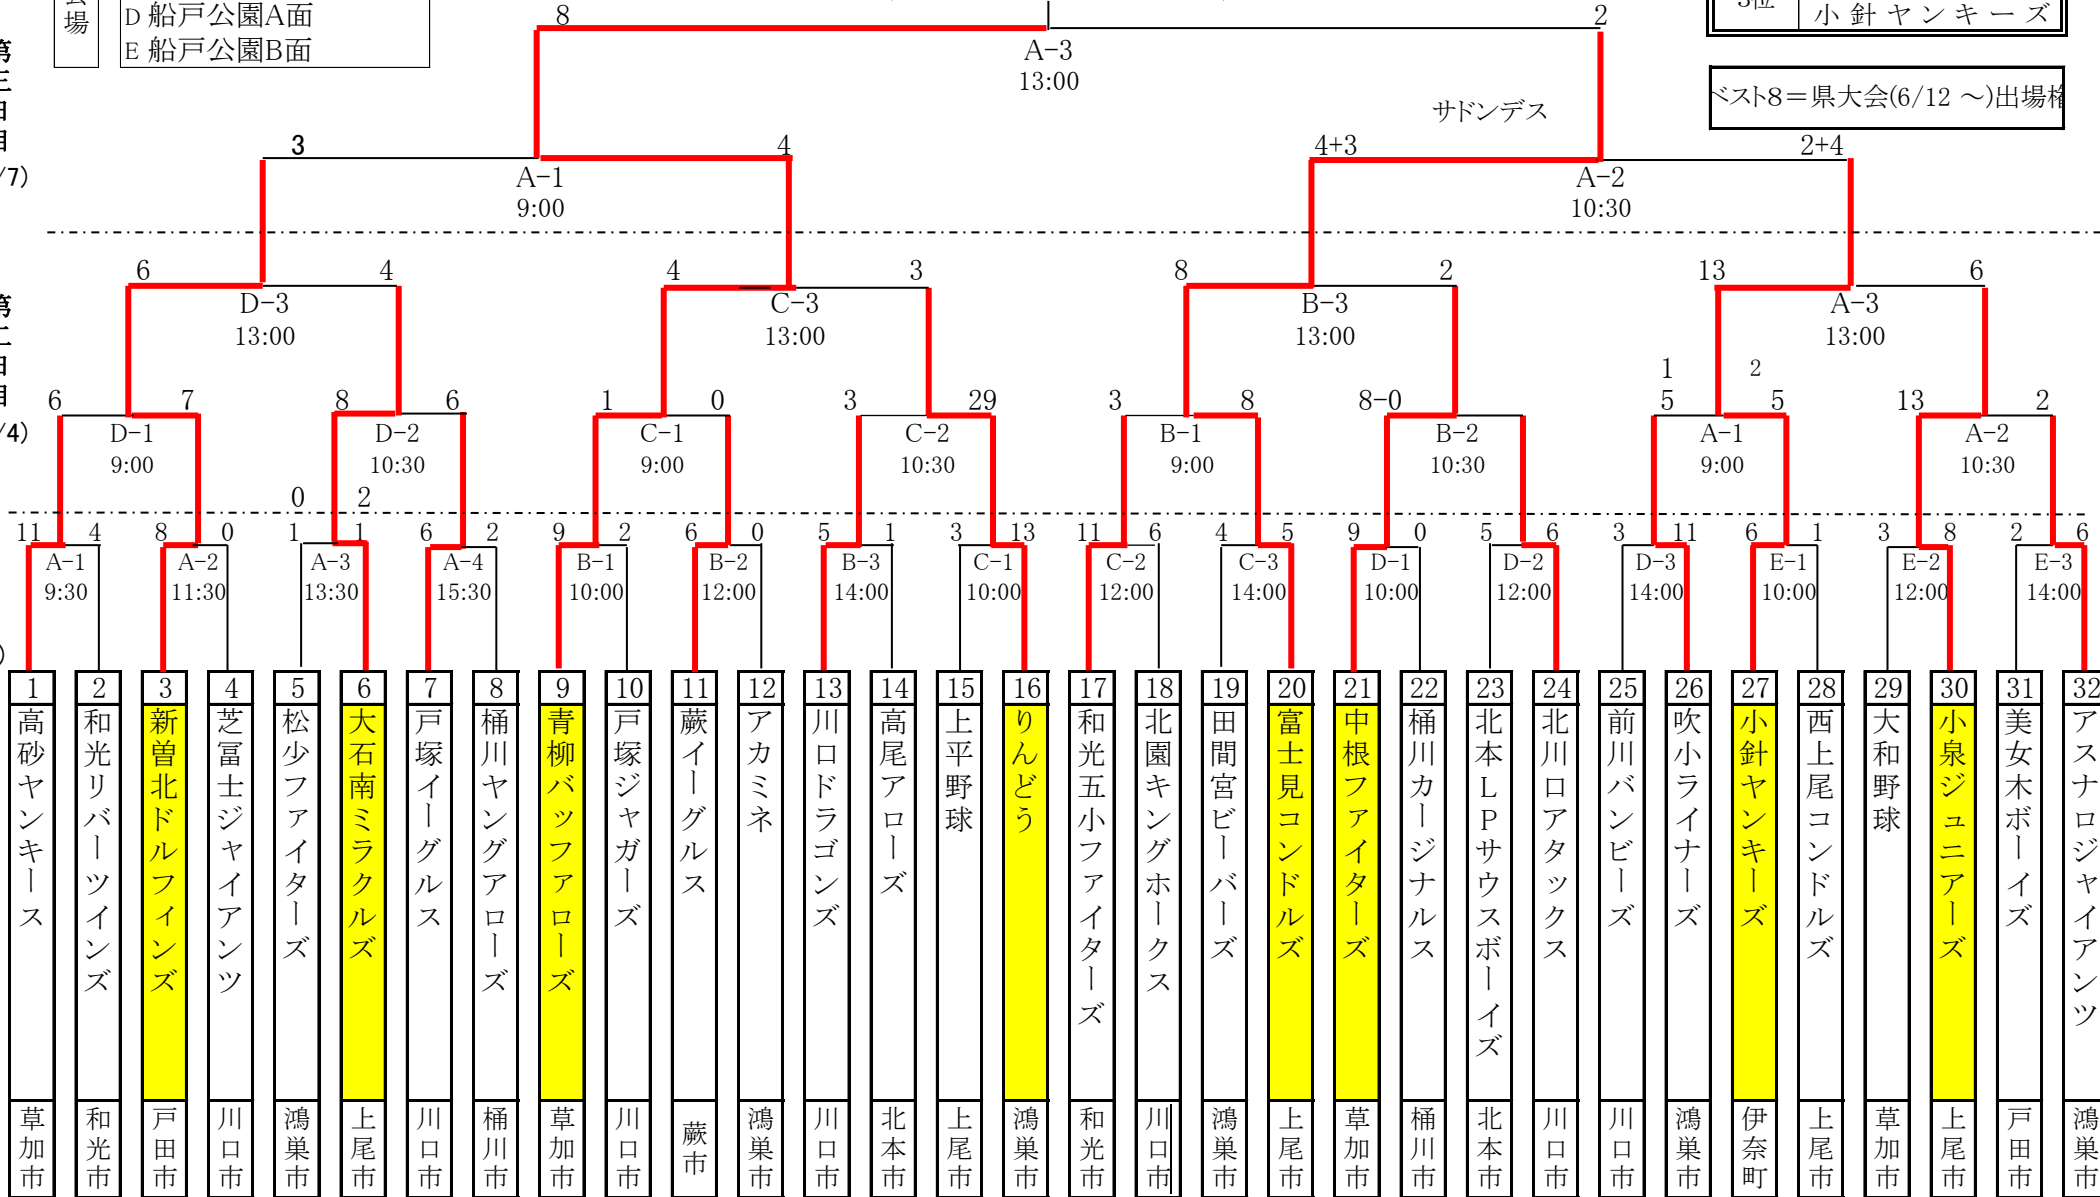 場
D 船戸公園A面
E 船戸公園B面
8
2
A-3
13:00
3位
小針ヤンキーズ
ベスト8＝県大会(6/12 ～)出場権
サドンデス
3
4
4+3
2+4
A-1
9:00
A-2
10:30
/7)
6
4
4
3
8
2
13
6
D-3
13:00
C-3
13:00
B-3
13:00
A-3
13:00
1
2
6
7
8
6
1
0
3
29
3
8
8-0
5
5
13
2
/4)
D-1
9:00
D-2
10:30
C-1
9:00
C-2
10:30
B-1
9:00
B-2
10:30
A-1
9:00
A-2
10:30
0
2
11
4
8
0
1
1
6
2
9
2
6
0
5
1
3
13
11
6
4
5
9
0
5
6
3
11
6
1
3
8
2
6
A-1
9:30
A-2
11:30
A-3
13:30
A-4
15:30
B-1
10:00
B-2
12:00
B-3
14:00
C-1
10:00
C-2
12:00
C-3
14:00
D-1
10:00
D-2
12:00
D-3
14:00
E-1
10:00
E-2
12:00
E-3
14:00
)
1
高砂ヤンキース
草加市
2
和光リバーツインズ
和光市
3
新曽北ドルフィンズ
戸田市
4
芝冨士ジャイアンツ
川口市
5
松少ファイターズ
鴻巣市
6
大石南ミラクルズ
上尾市
7
戸塚イーグルス
川口市
8
桶川ヤングアローズ
桶川市
9
青柳バッファローズ
草加市
10
戸塚ジャガーズ
川口市
11
蕨イーグルス
蕨市
12
アカミネ
鴻巣市
13
川口ドラゴンズ
川口市
14
高尾アローズ
北本市
15
上平野球
上尾市
16
りんどう
鴻巣市
17
和光五小ファイターズ
和光市
18
北園キングホークス
川口市
19
田間宮ビーバーズ
鴻巣市
20
富士見コンドルズ
上尾市
21
中根ファイターズ
草加市
22
桶川カージナルス
桶川市
23
北本LPサウスボーイズ
北本市
24
北川口アタックス
川口市
25
前川バンビーズ
川口市
26
吹小ライナーズ
鴻巣市
27
小針ヤンキーズ
伊奈町
28
西上尾コンドルズ
上尾市
29
大和野球
草加市
30
小泉ジュニアーズ
上尾市
31
美女木ボーイズ
戸田市
32
アスナロジャイアンツ
鴻巣市